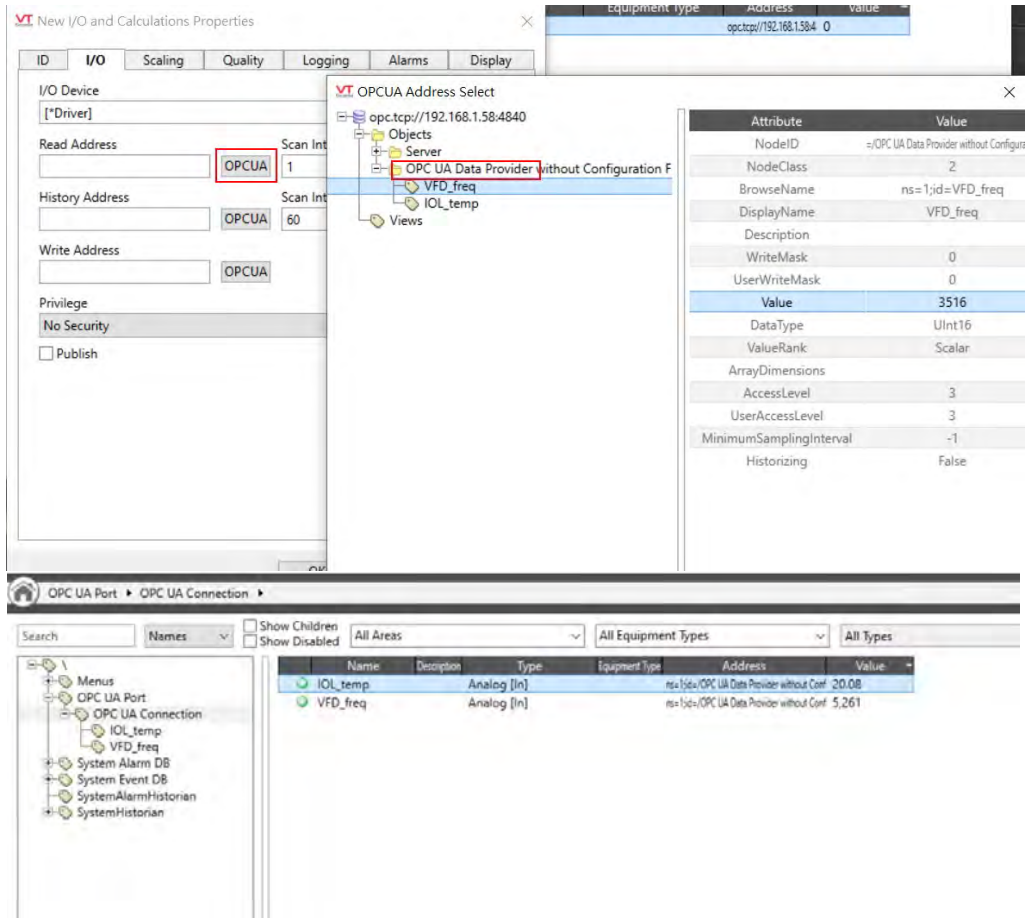 Equipment Type Address Value
opc.tcp://192.168.1.58:4 0
VT New I/O and Calculations Properties
ID I/O Scaling Quality Logging Alarms Display
I/O Device
[*Driver]
Read Address Scan Int
OPCUA 1
History Address Scan Int
OPCUA 60
Write Address
OPCUA
Privilege
No Security
Publish
OK
VT OPCUA Address Select
opc.tcp://192.168.1.58:4840
Objects
Server
OPC UA Data Provider without Configuration F
VFD_freq
IOL_temp
Views
Attribute Value
NodeID =/OPC UA Data Provider without Configura
NodeClass 2
BrowseName ns=1;id=VFD_freq
DisplayName VFD_freq
Description
WriteMask 0
UserWriteMask 0
Value 3516
DataType UInt16
ValueRank Scalar
ArrayDimensions
AccessLevel 3
UserAccessLevel 3
MinimumSamplingInterval -1
Historizing False
OPC UA Port OPC UA Connection
Search Names Show Children
Show Disabled All Areas All Equipment Types All Types
\
Menus
OPC UA Port
OPC UA Connection
IOL_temp
VFD_freq
System Alarm DB
System Event DB
SystemAlarmHistorian
SystemHistorian
Name Description Type Equipment Type Address Value
IOL_temp Analog [In] ns=1;id=/OPC UA Data Provider without Conf 20.08
VFD_freq Analog [In] ns=1;id=/OPC UA Data Provider without Conf 5,261